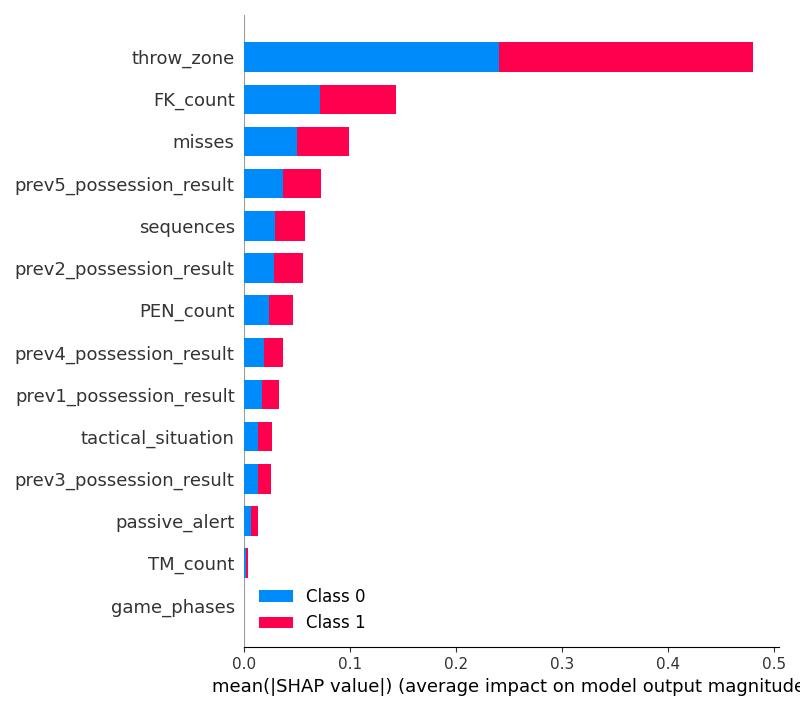 throw_zone
FK_count
misses
prev5_possession_result
sequences
prev2_possession_result
PEN_count
prev4_possession_result
prev1_possession_result
tactical_situation
prev3_possession_result
passive_alert
TM_count
game_phases
Class 0
Class 1
0.0 0.1 0.2 0.3 0.4 0.5
mean(|SHAP value|) (average impact on model output magnitude